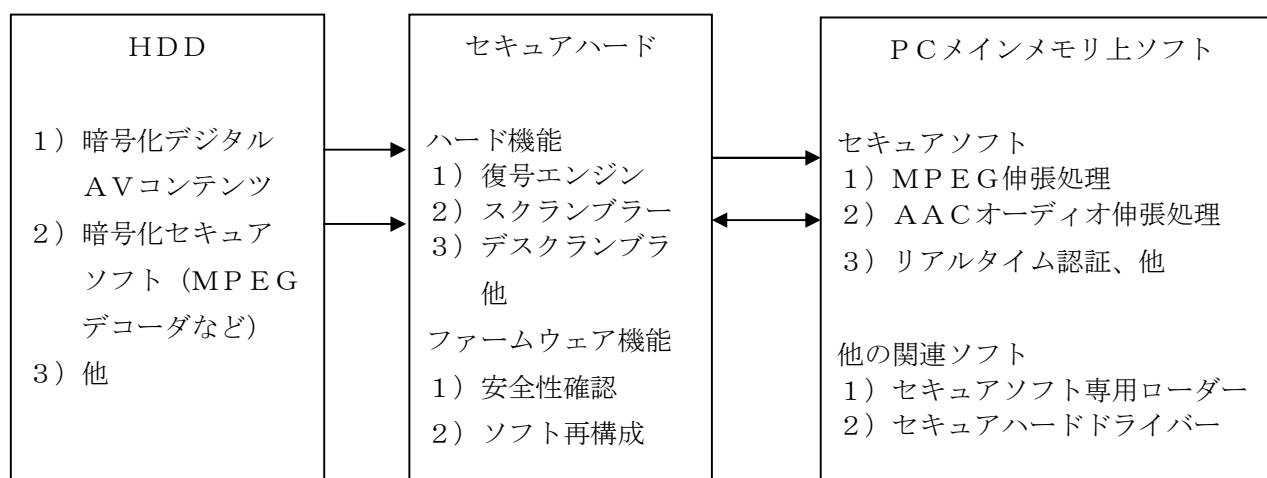 HDD
1)暗号化デジタル
AVコンテンツ
2)暗号化セキュア
ソフト(MPEG
デコーダなど)
3)他
セキュアハード
ハード機能
1)復号エンジン
2)スクランブラー
3)デスクランブラ
他
ファームウェア機能
1)安全性確認
2)ソフト再構成
PCメインメモリ上ソフト
セキュアソフト
1)MPEG伸張処理
2)AACオーディオ伸張処理
3)リアルタイム認証、他
他の関連ソフト
1)セキュアソフト専用ローダー
2)セキュアハードドライバー